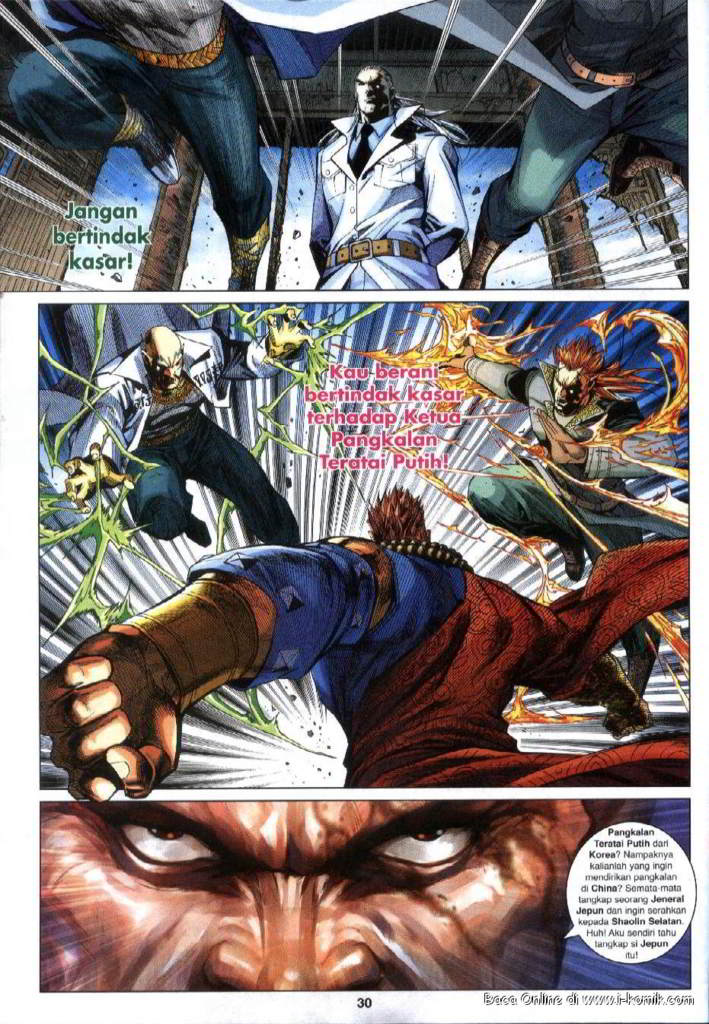 Jangan
bertindak
kasar!
Kau berani
bertindak kasar
terhadap Ketua
Pangkalan
Teratai Putih!
Pangkalan
Teratai Putih dari
Korea? Nampaknya
kalianlah yang ingin
mendirikan pangkalan
di China? Semata-mata
tangkap seorang Jeneral
Jepun dan ingin serahkan
kepada Shaolin Selatan.
Huh! Aku sendiri tahu
tangkap si Jepun
itu!
30
Baca Online di www.i-komik.com